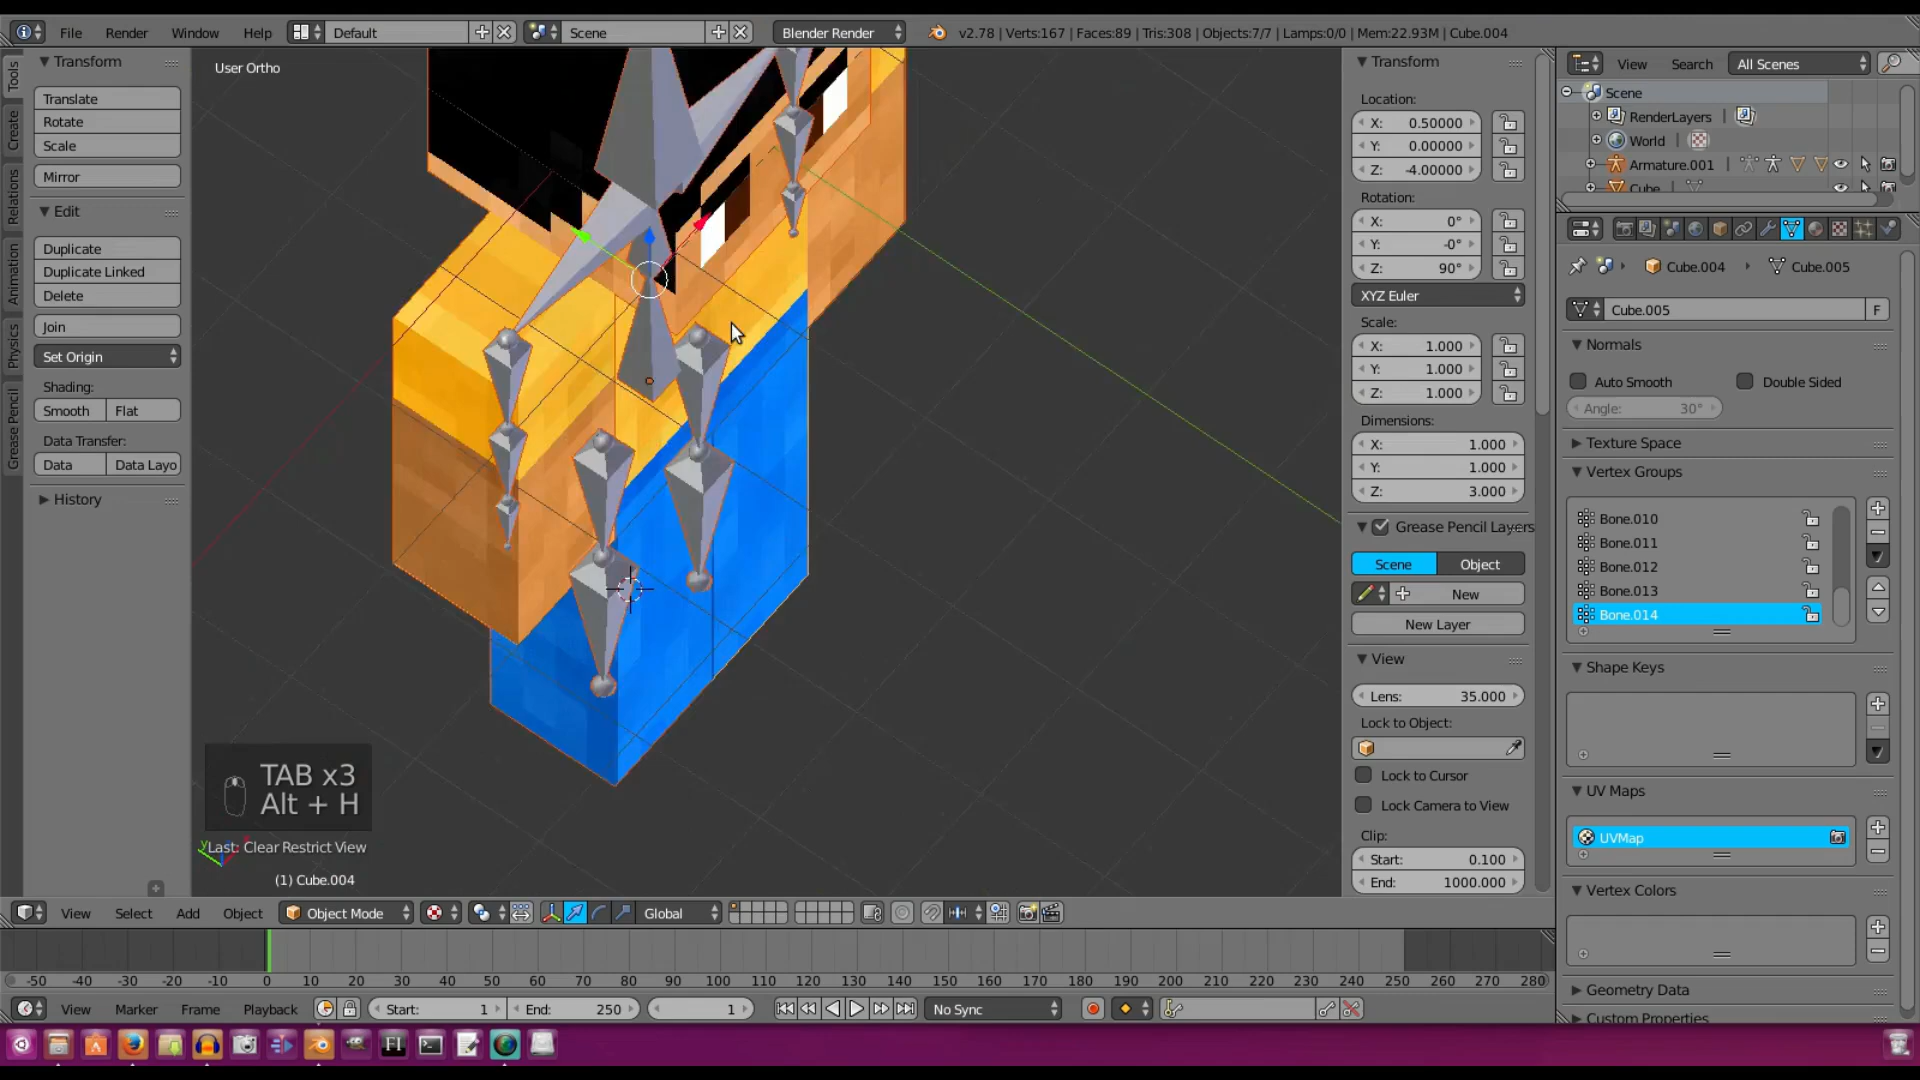 File Render Window Help Default Scene Blender Render v2.78 | Verts:167 | Faces:89 | Tris:308 | Objects:7/7 | Lamps:0/0 | Mem:22.93M | Cube.004
Tools
Create
Relations
Animation
Physics
Grease Pencil
Transform
Translate
Rotate
Scale
Mirror
Edit
Duplicate
Duplicate Linked
Delete
Join
Set Origin
Shading:
Smooth Flat
Data Transfer:
Data Data Layo
History
User Ortho
TAB x3
Alt + H
Last: Clear Restrict View
(1) Cube.004
Transform
Location:
X: 0.50000
Y: 0.00000
Z: -4.00000
Rotation:
X: 0°
Y: -0°
Z: 90°
XYZ Euler
Scale:
X: 1.000
Y: 1.000
Z: 1.000
Dimensions:
X: 1.000
Y: 1.000
Z: 3.000
Grease Pencil Layers
Scene Object
New
New Layer
View
Lens: 35.000
Lock to Object:
Lock to Cursor
Lock Camera to View
Clip:
Start: 0.100
End: 1000.000
View Search All Scenes
Scene
RenderLayers
World
Armature.001
Cube
Cube.004 Cube.005
Cube.005 F
Normals
Auto Smooth Double Sided
Angle: 30°
Texture Space
Vertex Groups
Bone.010
Bone.011
Bone.012
Bone.013
Bone.014
Shape Keys
UV Maps
UVMap
Vertex Colors
Geometry Data
Custom Properties
View Select Add Object Object Mode Global
-50 -40 -30 -20 -10 0 10 20 30 40 50 60 70 80 90 100 110 120 130 140 150 160 170 180 190 200 210 220 230 240 250 260 270 280
View Marker Frame Playback Start: 1 End: 250 1 No Sync